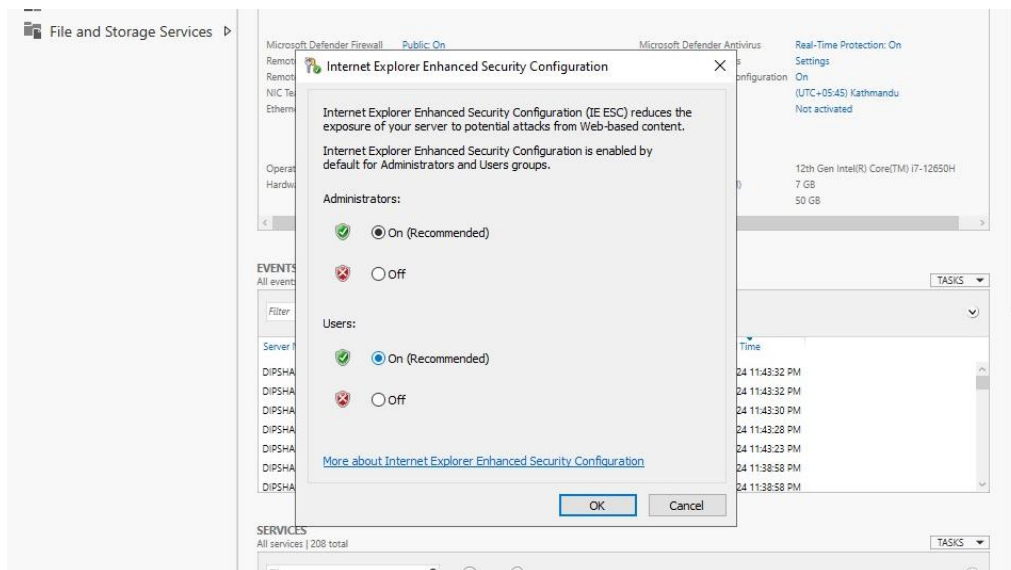 File and Storage Services
Microsoft Defender Firewall Public: On Microsoft Defender Antivirus Real-Time Protection: On
Settings
On
(UTC+05:45) Kathmandu
Not activated
12th Gen Intel(R) Core(TM) i7-12650H
7 GB
50 GB
Internet Explorer Enhanced Security Configuration
Internet Explorer Enhanced Security Configuration (IE ESC) reduces the
exposure of your server to potential attacks from Web-based content.
Internet Explorer Enhanced Security Configuration is enabled by
default for Administrators and Users groups.
Administrators:
On (Recommended)
Off
Users:
On (Recommended)
Off
More about Internet Explorer Enhanced Security Configuration
OK Cancel
EVENTS
TASKS
Filter
Time
24 11:43:32 PM
24 11:43:32 PM
24 11:43:30 PM
24 11:43:28 PM
24 11:43:23 PM
24 11:38:58 PM
24 11:38:58 PM
SERVICES
All services | 208 total
TASKS